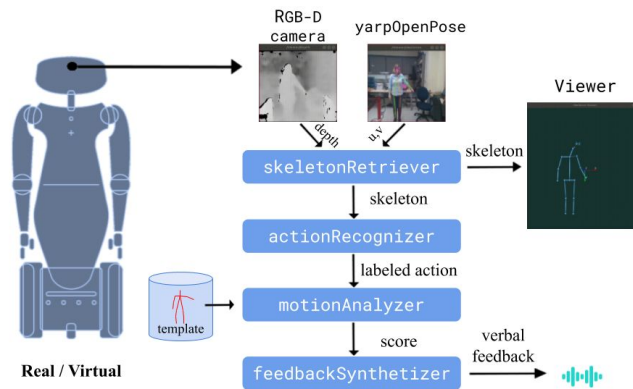 RGB-D
camera
yarpOpenPose
Viewer
depth
u,v
skeletonRetriever
skeleton
skeleton
actionRecognizer
labeled action
template
motionAnalyzer
score
verbal
feedback
feedbackSynthetizer
Real / Virtual